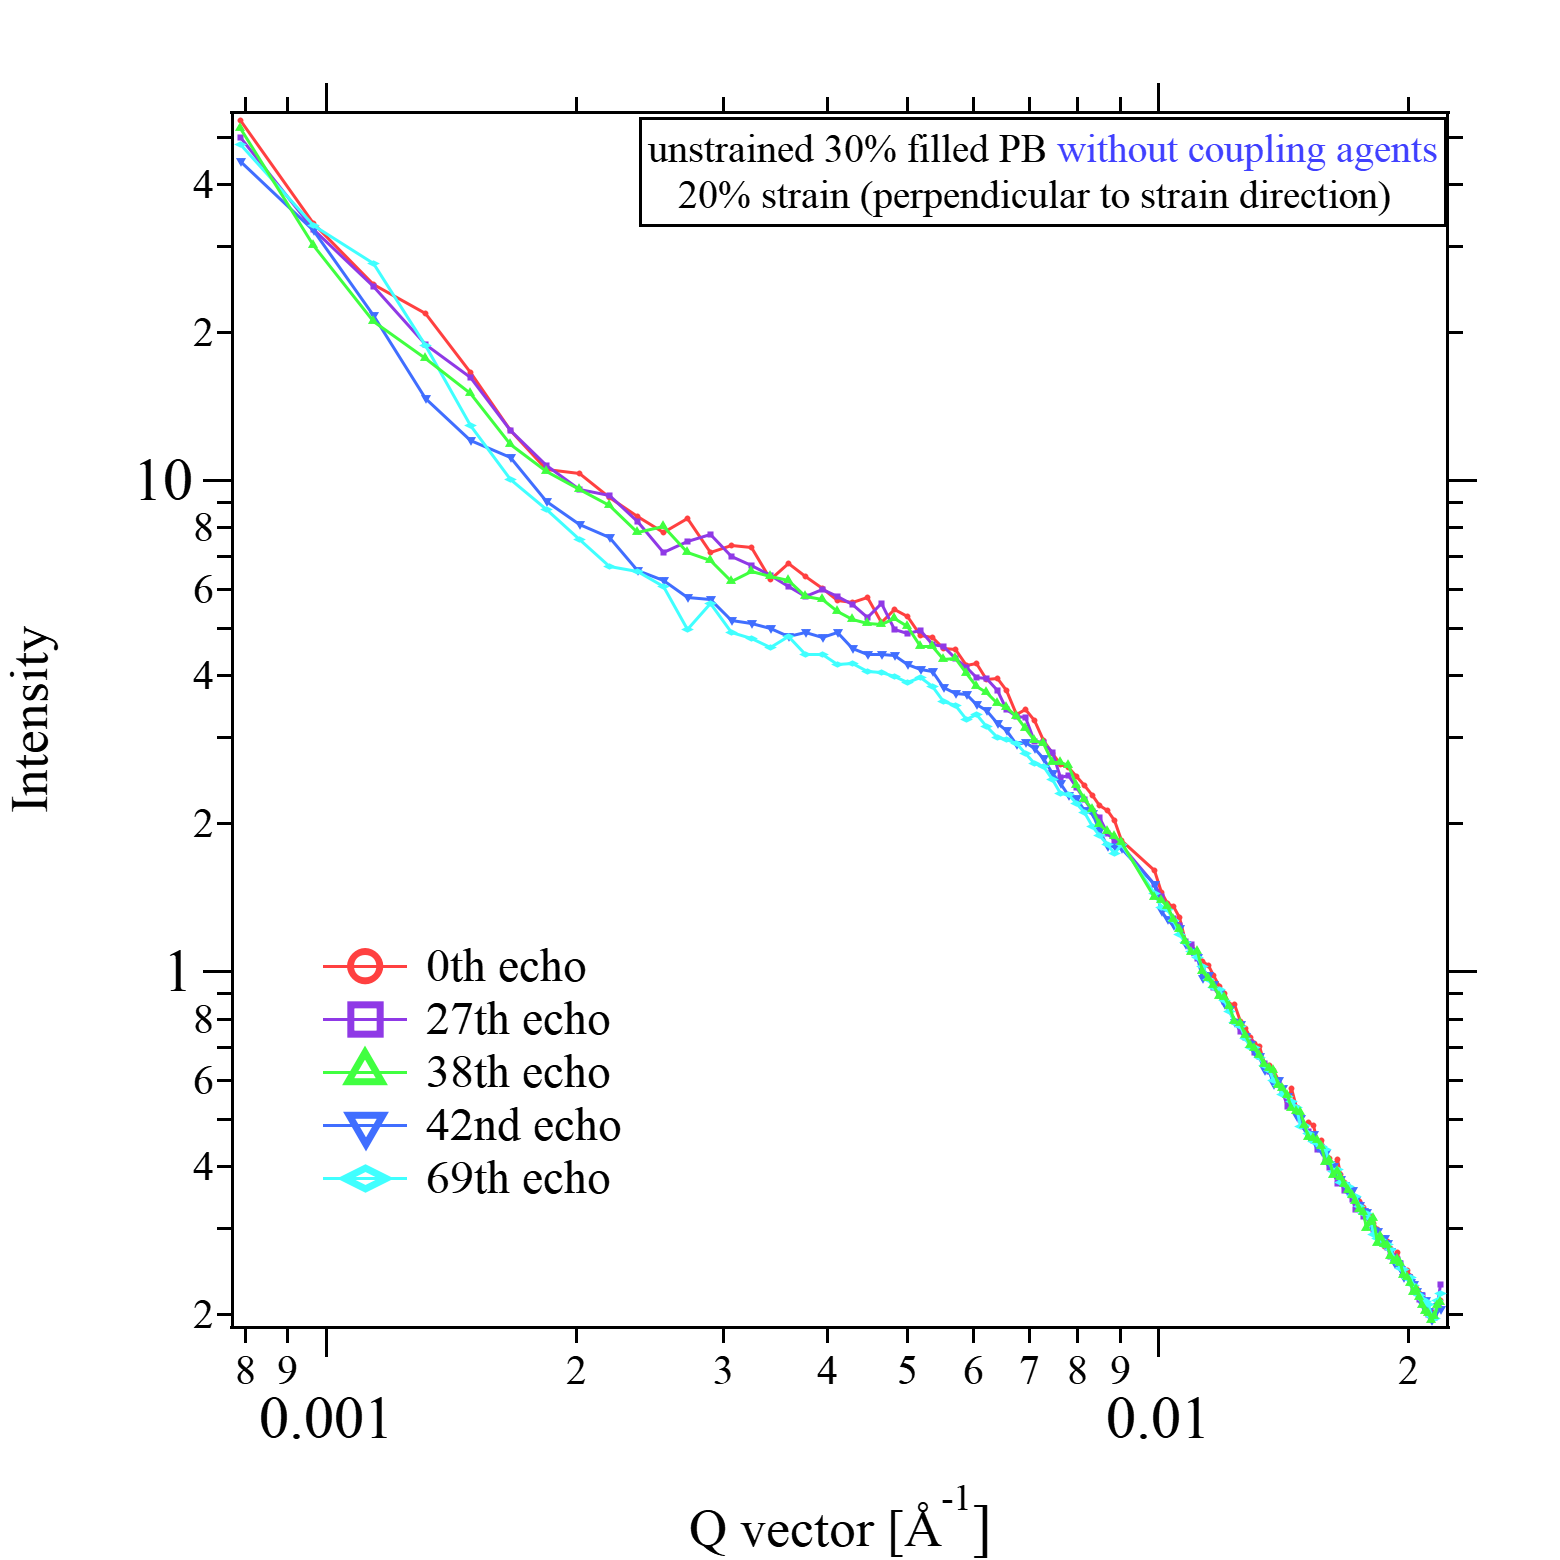 unstrained 30% filled PB without coupling agents
20% strain (perpendicular to strain direction)
4
2
10
8
6
4
2
1
8
6
4
2
Intensity
0th echo
27th echo
38th echo
42nd echo
69th echo
8 9 2 3 4 5 6 7 8 9 2
0.001 0.01
Q vector [Å⁻¹]